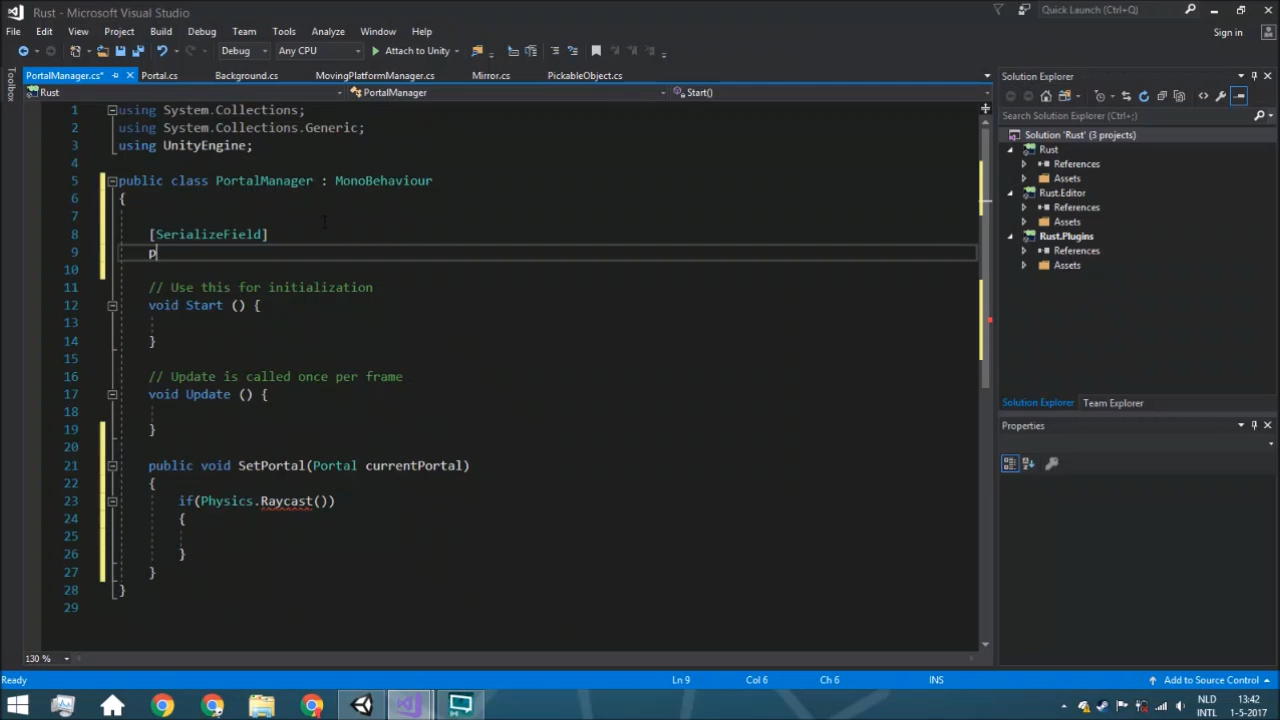 Rust - Microsoft Visual Studio
Quick Launch (Ctrl+Q)
File Edit View Project Build Debug Team Tools Analyze Window Help
Sign in
Debug Any CPU Attach to Unity
Toolbox
PortalManager.cs* Portal.cs Background.cs MovingPlatformManager.cs Mirror.cs PickableObject.cs
Rust PortalManager Start()
1 using System.Collections;
2 using System.Collections.Generic;
3 using UnityEngine;
4
5 public class PortalManager : MonoBehaviour
6 {
7
8 [SerializeField]
9 p
10
11 // Use this for initialization
12 void Start () {
13
14 }
15
16 // Update is called once per frame
17 void Update () {
18
19 }
20
21 public void SetPortal(Portal currentPortal)
22 {
23 if(Physics.Raycast())
24 {
25
26 }
27 }
28 }
29
130 %
Solution Explorer
Search Solution Explorer (Ctrl+;)
Solution 'Rust' (3 projects)
Rust
References
Assets
Rust.Editor
References
Assets
Rust.Plugins
References
Assets
Solution Explorer Team Explorer
Properties
Ready Ln 9 Col 6 Ch 6 INS Add to Source Control
NLD
INTL
13:42
1-5-2017